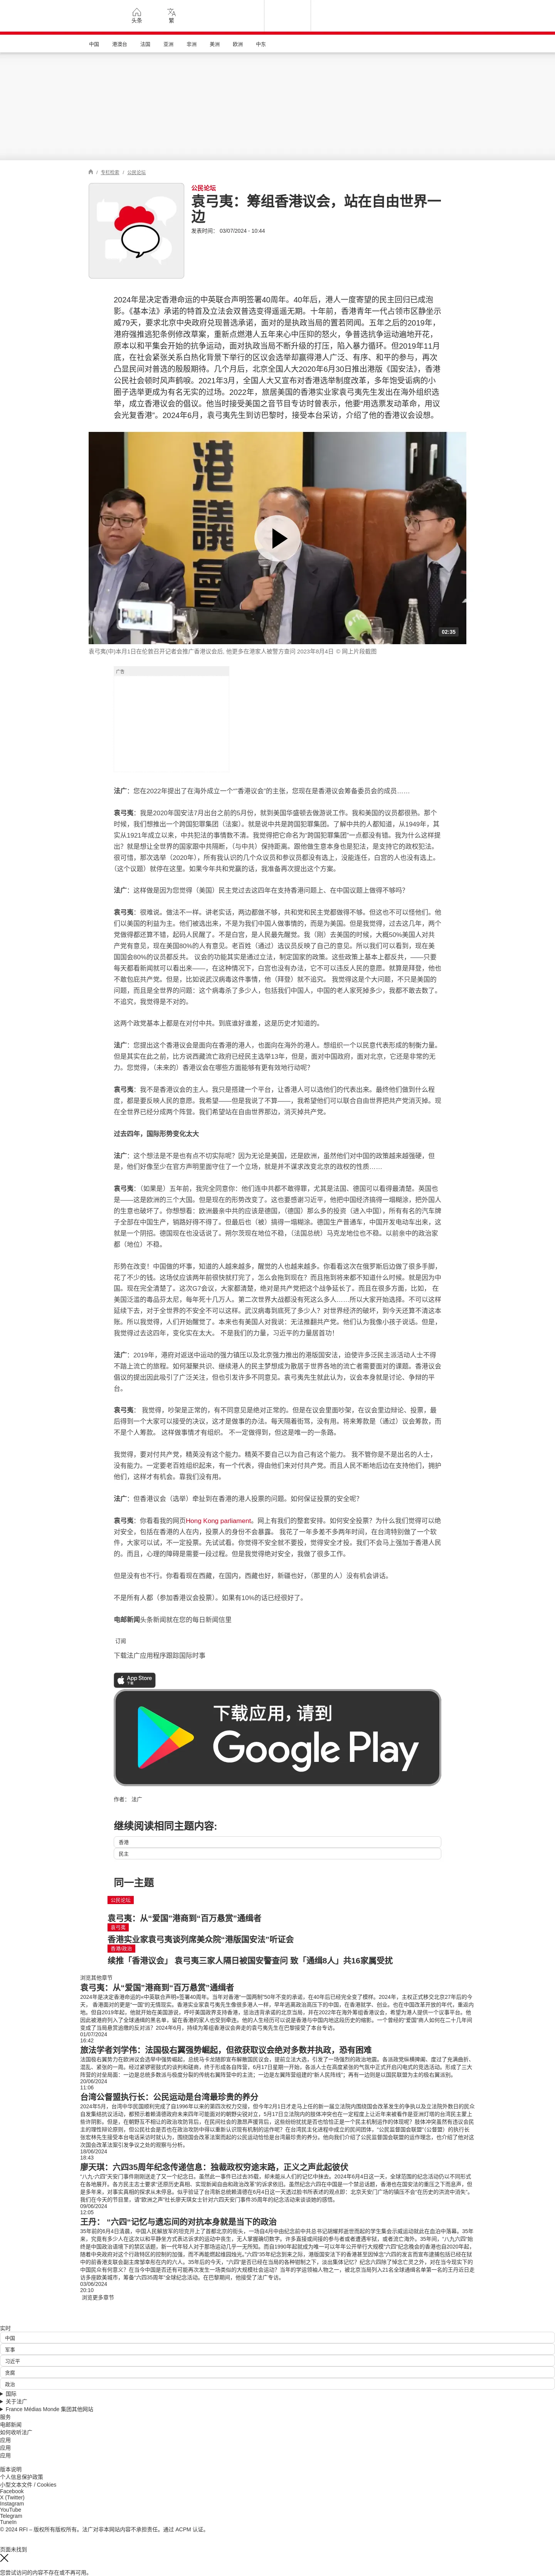 头条
繁
中国 港澳台 法国 亚洲 非洲 美洲 欧洲 中东
/ 专栏检索 / 公民论坛
公民论坛
袁弓夷：筹组香港议会，站在自由世界一边
发表时间： 03/07/2024 - 10:44
2024年是决定香港命运的中英联合声明签署40周年。40年后，港人一度寄望的民主回归已成泡影。《基本法》承诺的特首及立法会双普选变得遥遥无期。十年前，香港青年一代占领市区静坐示威79天，要求北京中央政府兑现普选承诺，面对的是执政当局的置若罔闻。五年之后的2019年，港府强推逃犯条例修改草案，重新点燃港人五年来心中压抑的怒火，争普选抗争运动遍地开花，原本以和平集会开始的抗争运动，面对执政当局不断升级的打压，陷入暴力循环。但2019年11月底，在社会紧张关系白热化背景下举行的区议会选举却赢得港人广泛、有序、和平的参与，再次凸显民间对普选的殷殷期待。几个月后，北京全国人大2020年6月30日推出港版《国安法》，香港公民社会顿时风声鹤唳。2021年3月，全国人大又宣布对香港选举制度改革，多年饱受诟病的小圈子选举更成为有名无实的过场。2022年，旅居美国的香港实业家袁弓夷先生发出在海外组织选举，成立香港议会的倡议。他当时接受美国之音节目专访时曾表示，他要“用选票发动革命，用议会光复香港”。2024年6月，袁弓夷先生到访巴黎时，接受本台采访，介绍了他的香港议会设想。
02:35
袁弓夷(中)本月1日在伦敦召开记者会推广香港议会后, 他更多在港家人被警方查问 2023年8月4日 © 网上片段截图
广告
法广：您在2022年提出了在海外成立一个“‘香港议会’”的主张，您现在是香港议会筹备委员会的成员……
袁弓夷：我是2020年国安法7月出台之前的5月份，就到美国华盛顿去做游说工作。我和美国的议员都很熟。那个时候，我们想推出一个跨国犯罪集团（法案）。就是说中共是跨国犯罪集团。了解中共的人都知道，从1949年，其实从1921年成立以来，中共犯法的事情数不清。我觉得把它命名为“跨国犯罪集团”一点都没有错。我为什么这样提出？就是想让全世界的国家跟中共隔断，（与中共）保持距离。跟他做生意本身也是犯法，是支持它的政权犯法。很可惜，那次选举（2020年），所有我认识的几个众议员和参议员都没有选上，没能连任，白宫的人也没有选上。（这个议题）就停在这里。如果今年共和党赢的话，我准备再次提出这个方案。
法广：这样做是因为您觉得（美国）民主党过去这四年在支持香港问题上、在中国议题上做得不够吗？
袁弓夷：很难说。做法不一样。讲老实话，两边都做不够，共和党和民主党都做得不够。但这也不可以怪他们。他们以美国的利益为主。他们被选出来，不是为我们中国人做事情的，而是为美国。但是我觉得，过去这几年，两个党做得都还算不错，起码人民醒了。不是白宫，是人民最先醒觉。我（刚）去美国的时候，大概50%美国人对共产党有意见，现在美国80%的人有意见。老百姓（通过）选议员反映了自己的意见。所以我们可以看到，现在美国国会80%的议员都反共。 议会的功能其实是通过立法，制定国家的政策。这些政策上基本上都反共，——只要每天都看新闻就可以看出来——，在这种情况下，白宫也没有办法，它不可以违反人民的意愿。就算是拜登，他也不敢包庇共产党。但是，比如说武汉病毒这件事情，他（拜登）就不追究。 我觉得这是个大问题，不只是美国的问题，而且是全世界的问题：这个病毒杀了多少人，包括我们中国人，中国的老人家死掉多少，我都不敢去数了。不追究，我觉得是不对的。
这两个政党基本上都是在对付中共。到底谁好谁差，这是历史才知道的。
法广：您提出这个香港议会是面向在香港的港人，也面向在海外的港人。想组织一个以民意代表形成的制衡力量。但是其实在此之前，比方说西藏流亡政府已经民主选举13年，但是，面对中国政府，面对北京，它还是非常的无力。您觉得，（未来的）香港议会在哪些方面能够有更有效地行动呢?
袁弓夷：我不是香港议会的主人。我只是搭建一个平台，让香港人可以选他们的代表出来。最终他们做到什么程度，都是要反映人民的意愿。我希望——但是我说了不算——，我希望他们可以联合自由世界把共产党消灭掉。现在全世界已经分成两个阵营。我们希望站在自由世界那边，消灭掉共产党。
过去四年，国际形势变化太大
法广：这个想法是不是也有点不切实际呢？因为无论是美国，还是欧洲，虽然他们对中国的政策越来越强硬，但是，他们好像至少在官方声明里面守住了一个立场，就是并不谋求改变北京的政权的性质……
袁弓夷：（如果是）五年前，我完全同意你：他们连中共都不敢得罪，尤其是法国、德国可以看得最清楚。英国也是——这是欧洲的三个大国。但是现在的形势改变了。这也要感谢习近平，他把中国经济搞得一塌糊涂，把外国人的生意也破坏了。你想想看：欧洲最亲中共的应该是德国，（德国）那么多的投资（进入中国），所有有名的汽车牌子全部在中国生产，销路好得不得了。但最后也（被）搞得一塌糊涂。德国生产普通车，中国开发电动车出来，这就是一个阴招。德国现在也没话说了。朔尔茨现在地位不稳，（法国总统）马克龙地位也不稳。以前亲中的政治家都（地位）不稳。
形势在改变！中国做的坏事，知道的人越来越多，醒觉的人也越来越多。你看看这次在俄罗斯后边做了很多手脚，花了不少的钱。这场仗应该两年前很快就打完了，怎么会拖到现在？而且拖到将来都不知道什么时候。就是因为中国。现在完全清楚了。这次G7会议，大家都清楚，绝对是共产党把这个战争延长了。而且在很多方面，比如， 在美国泛滥的毒品芬太尼，每年死十几万人。第二次世界大战都没有死这么多人……所以大家开始选择。不可以这样延续下去，对于全世界的不安全可以这样。武汉病毒到底死了多少人？对世界经济的破坏，到今天还算不清这本账。所以我觉得，人们开始醒觉了。本来也有美国人对我说：无法推翻共产党。他们认为我像小孩子说话。但是，我觉得过去这四年，变化实在太大。 不是我们的力量，习近平的力量居首功！
法广：2019年，港府对返送中运动的强力镇压以及北京强力推出的港版国安法，迫使许多泛民主派活动人士不得不踏上流亡的旅程。如何凝聚共识，继续港人的民主梦想成为散居于世界各地的流亡者需要面对的课题。香港议会倡议的提出因此吸引了广泛关注，但也引发许多不同意见。袁弓夷先生就此认为，议会本身就是讨论、争辩的平台。
袁弓夷： 我觉得，吵架是正常的，有不同意见是绝对正常的。但是在议会里面吵架，在议会里边辩论、投票，最后得到一个大家可以接受的决议，这才是做事的办法。每天隔着街骂，没有用。将来筹款是（通过）议会筹款，而不是个人筹款。 这样做事情才有组织。 不一定做得到，但这是唯一的一条路。
我觉得，要对付共产党，精英没有这个能力。精英不要自己以为自己有这个能力。 我不管你是不是出名的人士，没有能力。一定要老百姓组织起来，有一个代表，得由他们来对付共产党。而且人民不断地后边在支持他们，拥护他们，这样才有机会。靠我们没有用。
法广：但香港议会（选举）牵扯到在香港的港人投票的问题。如何保证投票的安全呢？
袁弓夷：你看看我的网页Hong Kong parliament。网上有我们的整套安排。如何安全投票？为什么我们觉得可以绝对安全，包括在香港的人在内，投票人的身份不会暴露。 我花了一年多差不多两年时间，在台湾特别做了一个软件，大家可以试，不一定投票。先试试看。你觉得不安全就不要投，觉得安全才投。我们不会马上强加于香港人民的。而且，心理的障碍是需要一段过程。但是我觉得绝对安全，我做了很多工作。
但是没有也不行。你看看现在西藏，在国内，西藏也好，新疆也好，（那里的人）没有机会讲话。
不是所有人都（参加香港议会投票）。如果有10%的话已经很好了。
电邮新闻头条新闻就在您的每日新闻信里
订阅
下载法广应用程序跟踪国际时事
App Store
下载应用，请到
Google Play
作者： 法广
继续阅读相同主题内容:
香港
民主
同一主题
公民论坛
袁弓夷：从“爱国”港商到“百万悬赏”通缉者
袁弓夷
香港实业家袁弓夷谈列席美众院“港版国安法”听证会
香港/政治
续推「香港议会」 袁弓夷三家人隔日被国安警查问 致「通缉8人」共16家属受扰
浏览其他章节
袁弓夷：从“爱国”港商到“百万悬赏”通缉者
01/07/2024
16:42
旅法学者刘学伟：法国极右翼强势崛起，但欲获取议会绝对多数并执政，恐有困难
20/06/2024
11:06
台湾公督盟执行长：公民运动是台湾最珍贵的养分
18/06/2024
18:43
廖天琪：六四35周年纪念传递信息：独裁政权穷途末路，正义之声此起彼伏
09/06/2024
12:05
王丹： “六四”记忆与遗忘间的对抗本身就是当下的政治
03/06/2024
20:10
浏览更多章节
实时
中国
军事
习近平
贪腐
政治
国际
关于法广
France Médias Monde 集团其他网站
服务
电邮新闻
如何收听法广
应用
应用
应用
版本说明
个人信息保护政策
小型文本文件 / Cookies
Facebook
X (Twitter)
Instagram
YouTube
Telegram
TuneIn
© 2024 RFI – 版权所有版权所有。法广对非本网站内容不承担责任。通过 ACPM 认证。
页面未找到
您尝试访问的内容不存在或不再可用。